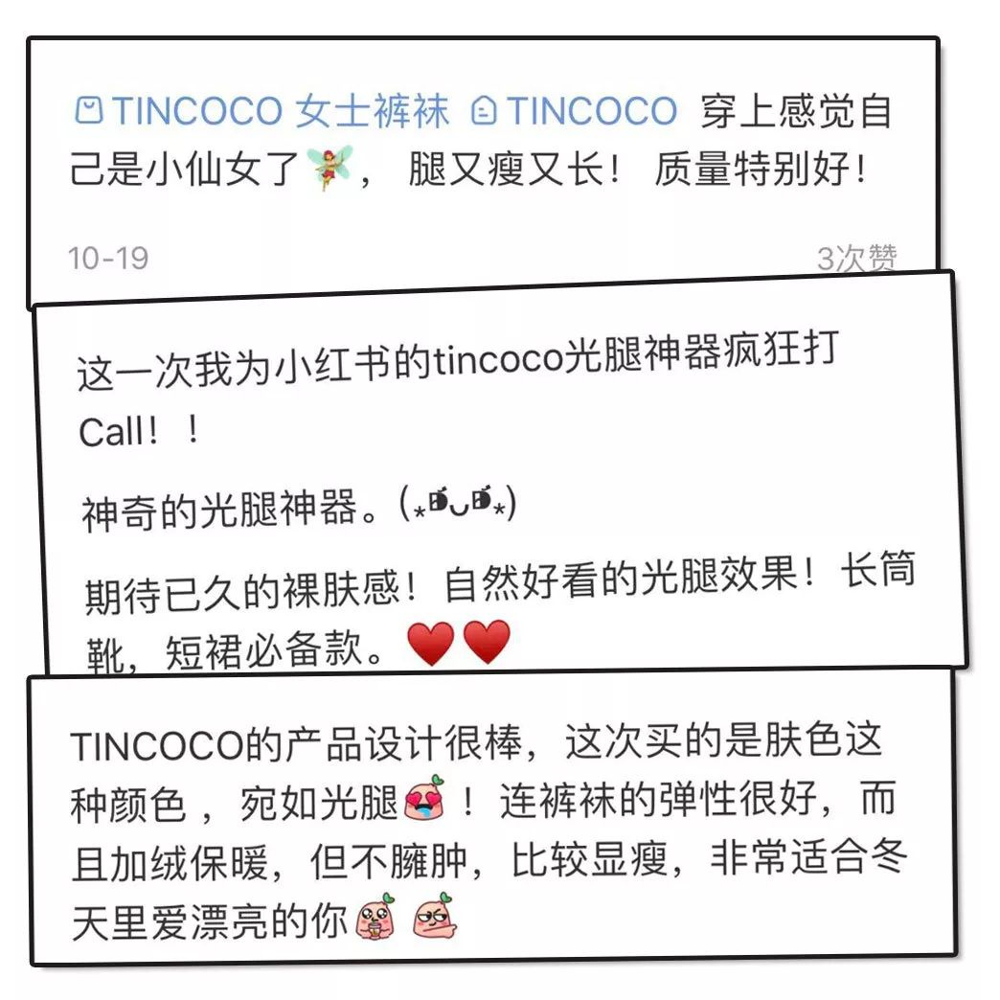 TINCOCO 女士裤袜 TINCOCO 穿上感觉自
己是小仙女了🧚，腿又瘦又长！质量特别好！
10-19
3次赞
这一次我为小红书的tincoco光腿神器疯狂打
Call！！
神奇的光腿神器。(⁎⁍̴̛ᴗ⁍̴̛⁎)
期待已久的裸肤感！自然好看的光腿效果！长筒
靴，短裙必备款。♥️♥️
TINCOCO的产品设计很棒，这次买的是肤色这
种颜色，宛如光腿！连裤袜的弹性很好，而
且加绒保暖，但不臃肿，比较显瘦，非常适合冬
天里爱漂亮的你